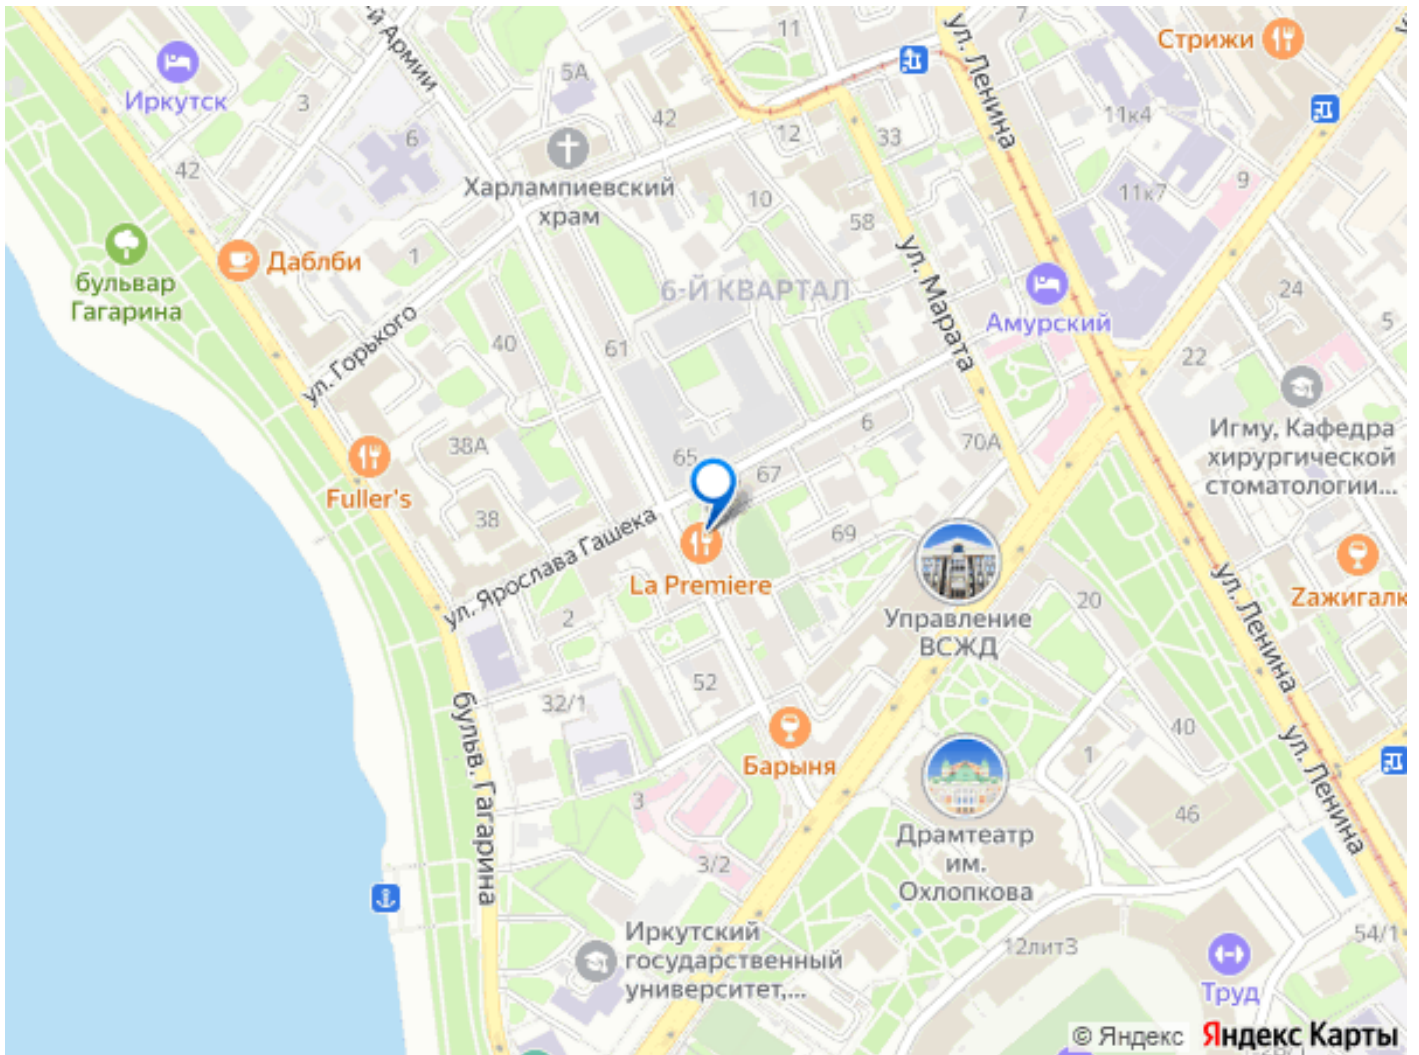 й Армии
11
7
ул. Ленина
Стрижи
Иркутск
3
5А
42
12
33
11к4
6
42
Харлампиевский
храм
10
58
11к7
9
Даблби
1
бульвар
Гагарина
6-Й КВАРТАЛ
ул. Марата
Амурский
24
5
22
ул. Горького
40
61
38А
65
67
6
70А
Игму, Кафедра
хирургической
стоматологии...
Fuller's
38
ул. Ярослава Гашека
69
La Premiere
2
Управление
ВСЖД
20
ул. Ленина
Zажигалк
52
32/1
бульв. Гагарина
Барыня
40
1
ул. Ленина
3
46
3/2
Драмтеатр
им.
Охлопкова
Иркутский
государственный
университет,...
12лит3
54/1
Труд
© Яндекс Яндекс Карты